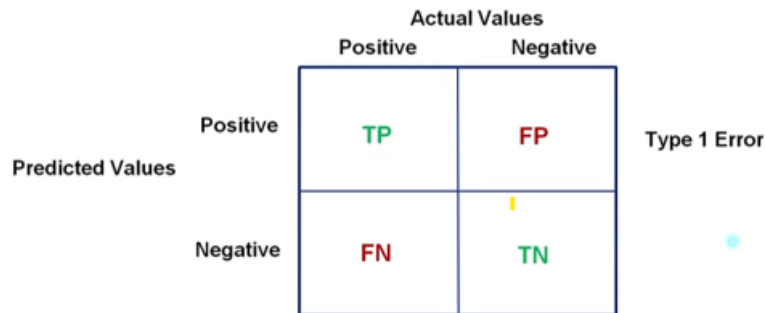 Actual Values
Positive Negative
Positive TP FP Type 1 Error
Predicted Values
Negative FN TN